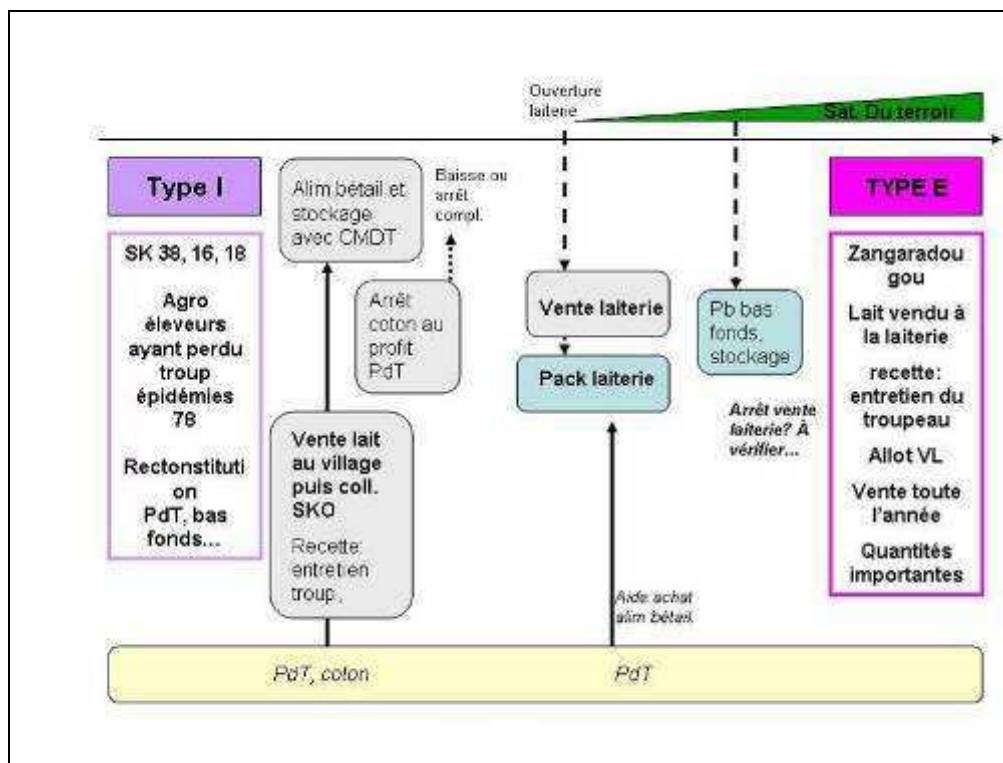 Ouverture
laiterie
Sat. Du terroir
Type I
SK 38, 16, 18
Agro
éleveurs
ayant perdu
troup
épidémies
78
Rectonstituti
on
PdT, bas
fonds...
Alim bétail et
stockage
avec CMDT
Baisse ou
arrêt
compl.
Arrêt
coton au
profit
PdT
Vente lait
au village
puis coll.
SKO
Recette:
entretien
troup.
Vente laiterie
Pack laiterie
Pb bas
fonds,
stockage
Arrêt vente
laiterie? À
vérifier...
Aide achat
alim bétail
TYPE E
Zangaradou
gou
Lait vendu à
la laiterie
recette:
entretien du
troupeau
Allot VL
Vente toute
l'année
Quantités
importantes
PdT, coton
PdT